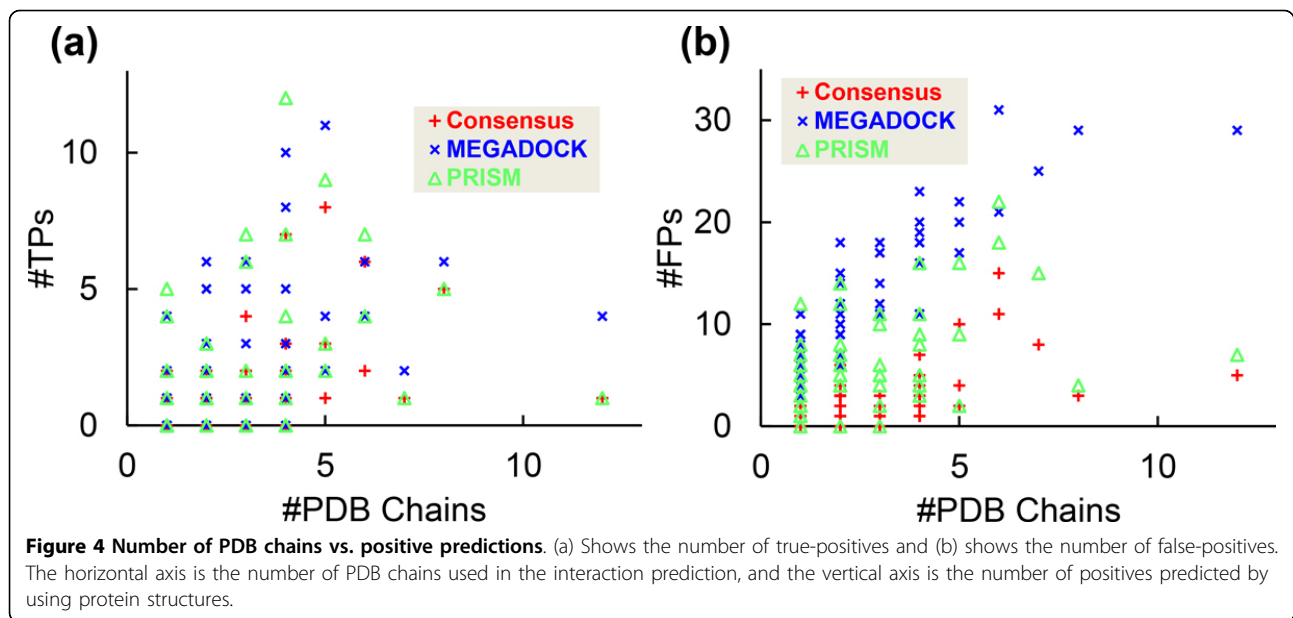 (a)
#TPs
10
5
0
+ Consensus
× MEGADOCK
△ PRISM
0 5 10
#PDB Chains
(b)
#FPs
30
20
10
0
+ Consensus
× MEGADOCK
△ PRISM
0 5 10
#PDB Chains
Figure 4 Number of PDB chains vs. positive predictions. (a) Shows the number of true-positives and (b) shows the number of false-positives.
The horizontal axis is the number of PDB chains used in the interaction prediction, and the vertical axis is the number of positives predicted by
using protein structures.